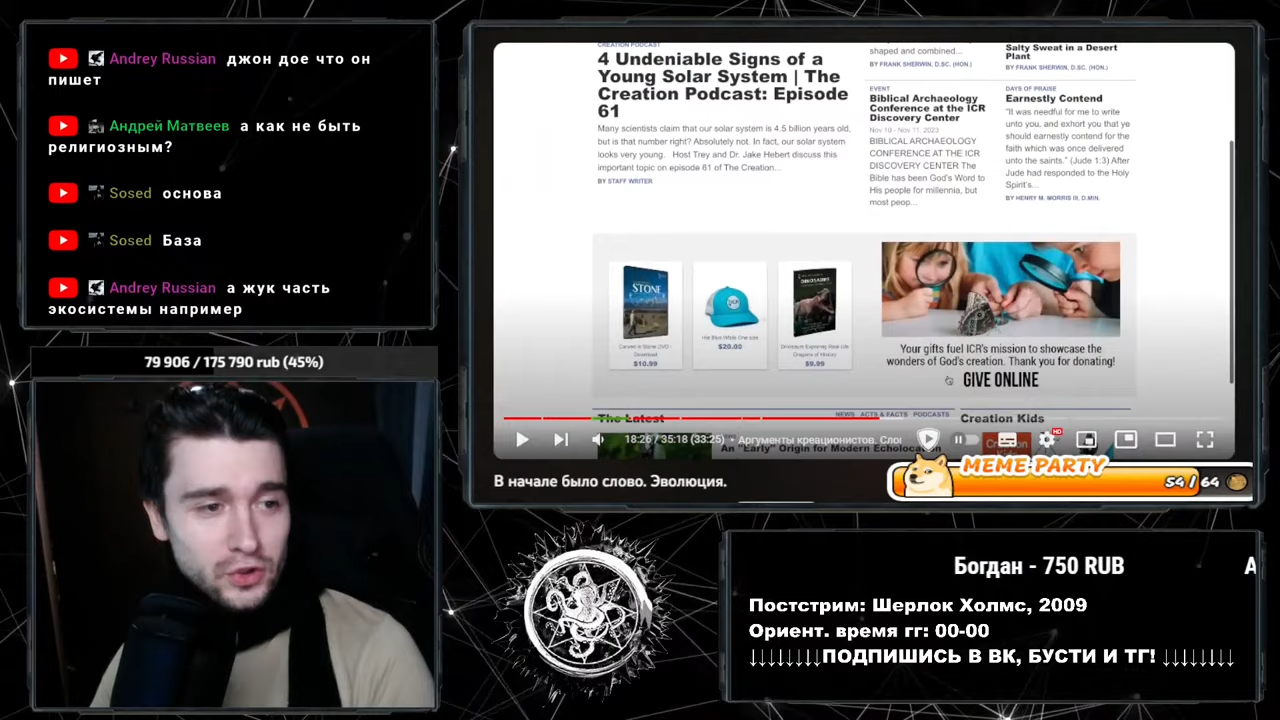 Andrey Russian джон дое что он
пишет
Андрей Матвеев а как не быть
религиозным?
Sosed основа
Sosed База
Andrey Russian а жук часть
экосистемы например
79 906 / 175 790 rub (45%)
CREATION PODCAST
4 Undeniable Signs of a
Young Solar System | The
Creation Podcast: Episode
61
Many scientists claim that our solar system is 4.5 billion years old,
but is that number right? Absolutely not. In fact, our solar system
looks very young. Host Trey and Dr. Jake Hebert discuss this
important topic on episode 61 of The Creation...
BY STAFF WRITER
shaped and combined...
BY FRANK SHERWIN, D.SC. (HON.)
EVENT
Biblical Archaeology
Conference at the ICR
Discovery Center
Nov 10 - Nov 11, 2023
BIBLICAL ARCHAEOLOGY
CONFERENCE AT THE ICR
DISCOVERY CENTER The
Bible has been God's Word to
His people for millennia, but
most peop...
Salty Sweat in a Desert
Plant
BY FRANK SHERWIN, D.SC. (HON.)
DAYS OF PRAISE
Earnestly Contend
"It was needful for me to write
unto you, and exhort you that ye
should earnestly contend for the
faith which was once delivered
unto the saints." (Jude 1:3) After
Jude had responded to the Holy
Spirit's...
BY HENRY M. MORRIS III, D.MIN.
STONE
Carved in Stone DVD -
Download
$10.99
$20.00
DINOSAURS
$9.99
Your gifts fuel ICR's mission to showcase the
wonders of God's creation. Thank you for donating!
GIVE ONLINE
The Latest
NEWS ACTS & FACTS PODCASTS
Creation Kids
18:26 / 35:18 (33:25) • Аргументы креационистов. Слог
HD
An "Early" Origin for Modern Echolocation
MEME PARTY
54 / 64
В начале было слово. Эволюция.
Богдан - 750 RUB
А
Постстрим: Шерлок Холмс, 2009
Ориент. время гг: 00-00
↓↓↓↓↓↓↓↓ПОДПИШИСЬ В ВК, БУСТИ И ТГ! ↓↓↓↓↓↓↓↓